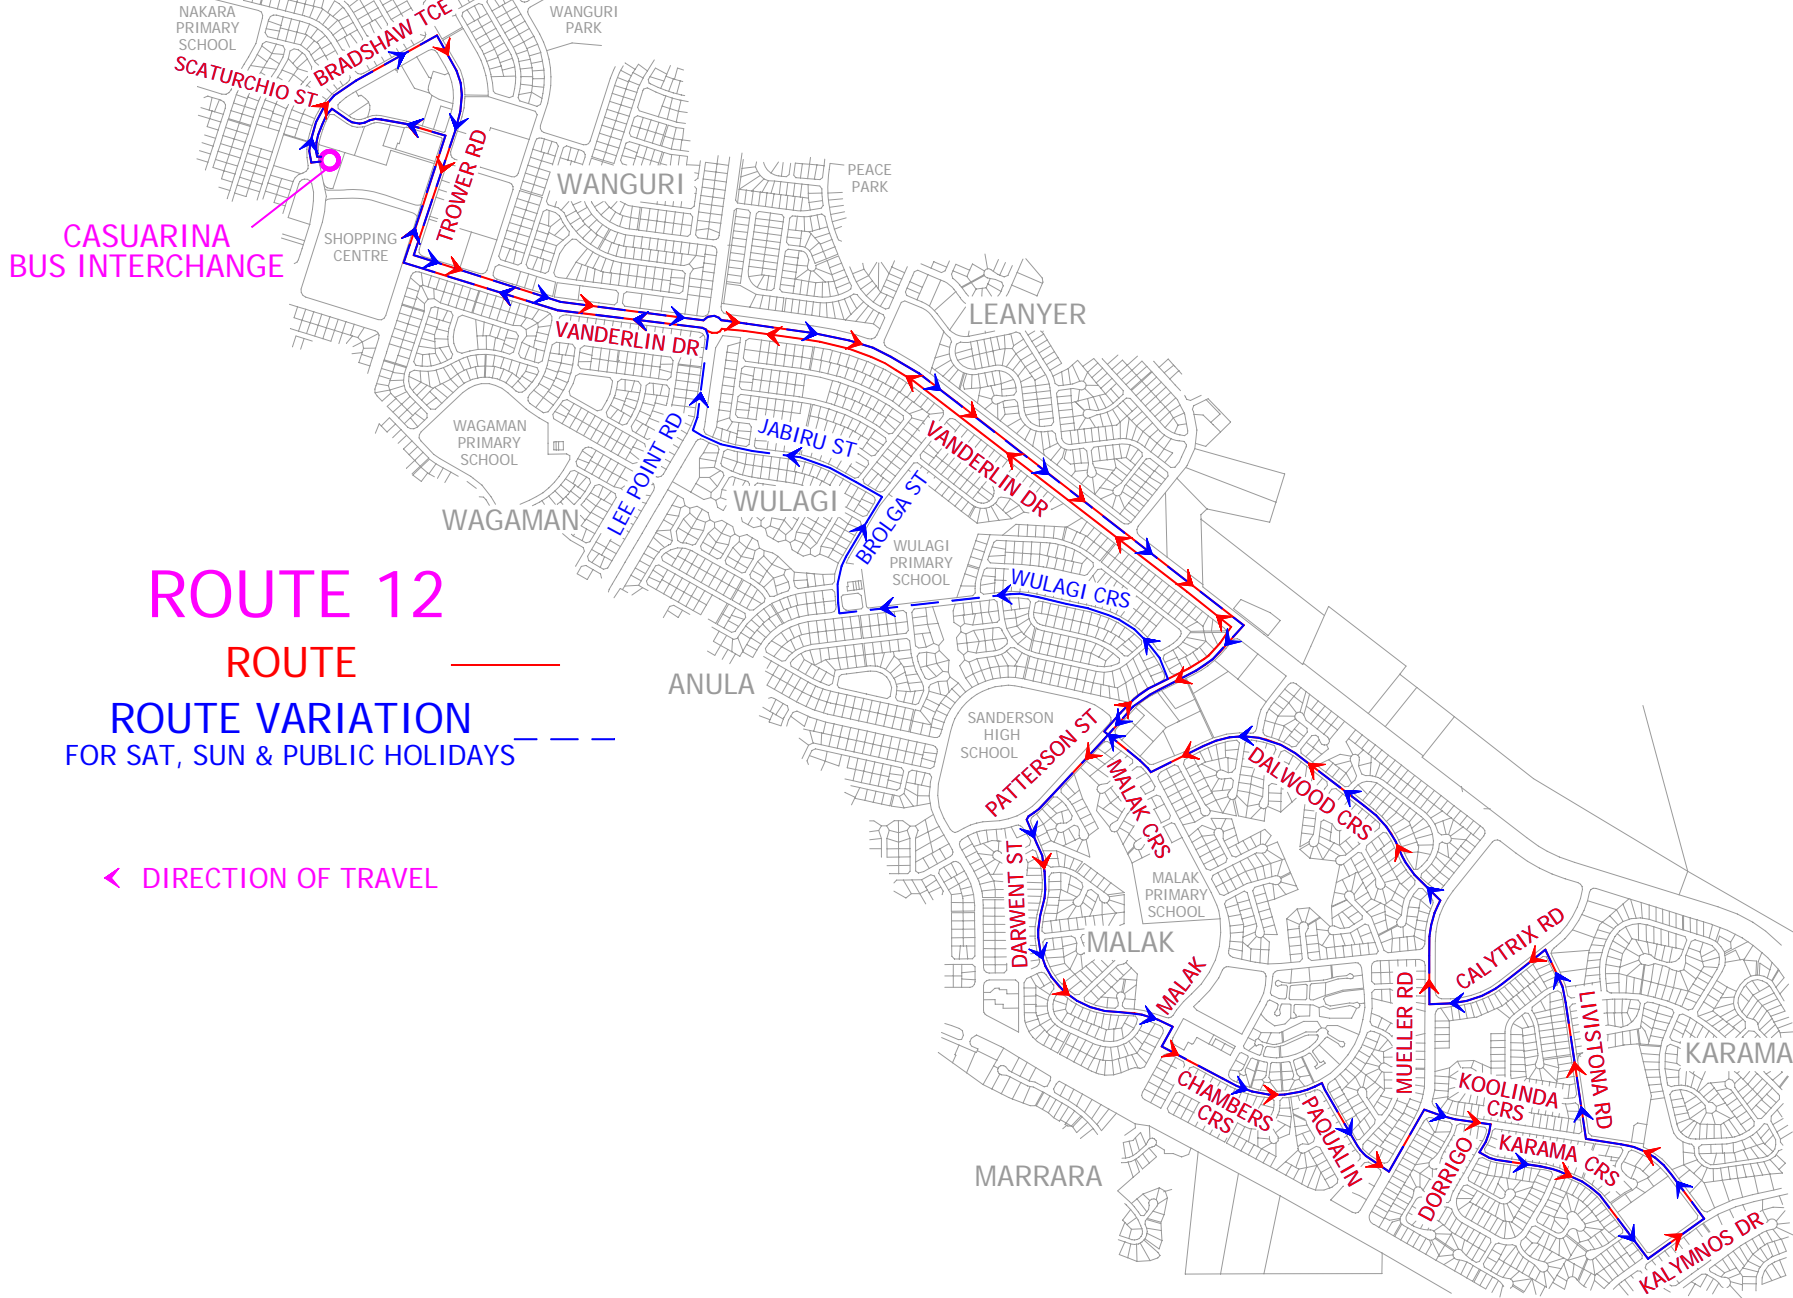 NAKARA
PRIMARY
SCHOOL
WANGURI
PARK
BRADSHAW TCE
SCATURCHIO ST
TROWER RD
WANGURI
PEACE
PARK
CASUARINA
BUS INTERCHANGE
SHOPPING
CENTRE
LEANYER
VANDERLIN DR
WAGAMAN
PRIMARY
SCHOOL
LEE POINT RD
JABIRU ST
VANDERLIN DR
WAGAMAN
WULAGI
BROLGA ST
WULAGI
PRIMARY
SCHOOL
WULAGI CRS
ROUTE 12
ROUTE
ROUTE VARIATION
FOR SAT, SUN & PUBLIC HOLIDAYS
DIRECTION OF TRAVEL
ANULA
SANDERSON
HIGH
SCHOOL
PATTERSON ST
MALAK CRS
DALWOOD CRS
DARWENT ST
MALAK
PRIMARY
SCHOOL
MALAK
MALAK
CALYTRIX RD
MUELLER RD
LIVISTONA RD
KARAMA
CHAMBERS
CRS
PAQUALIN
KOOLINDA
CRS
DORRIGO
KARAMA CRS
MARRARA
KALYMNOS DR